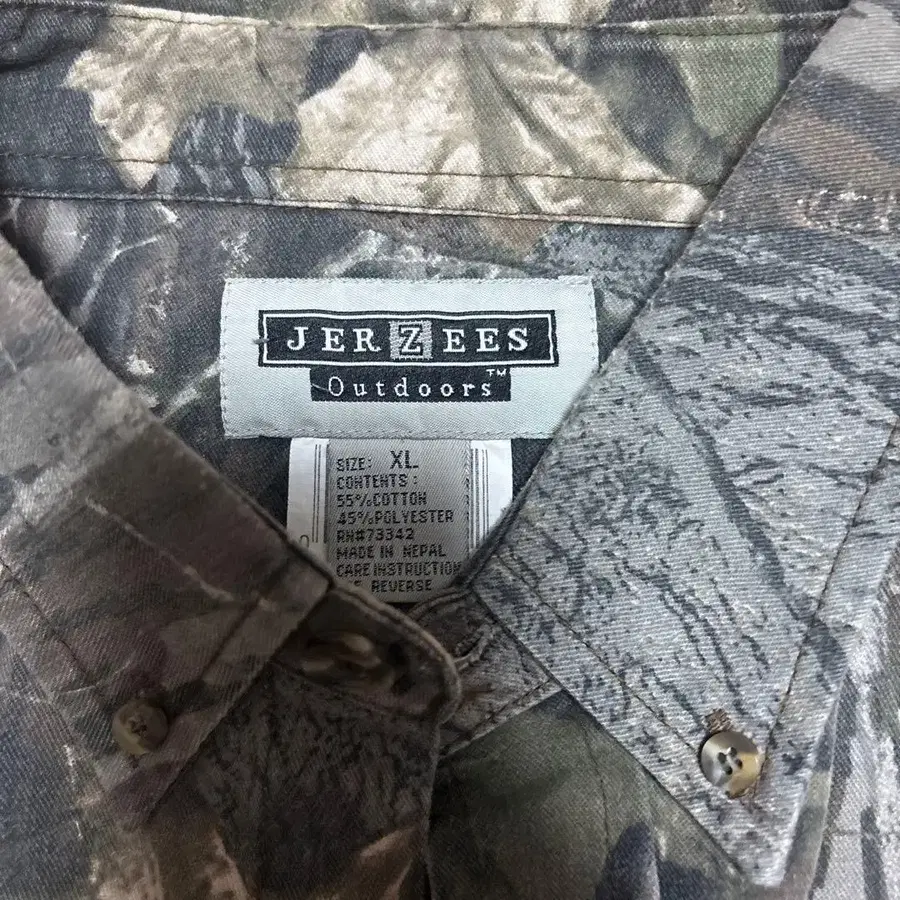 JERZEES
Outdoors™
SIZE: XL
CONTENTS:
55%COTTON
45%POLYESTER
RN#73342
MADE IN NEPAL
CARE INSTRUCTION
REVERSE